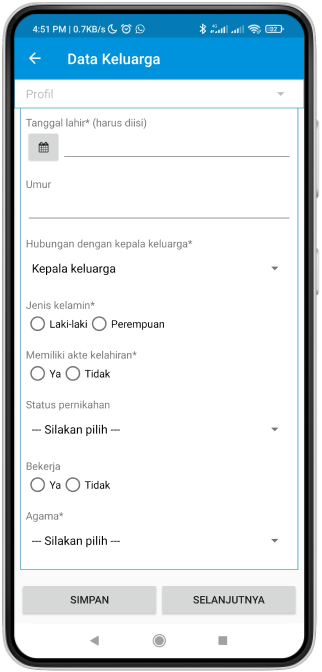 4:51 PM | 0.7KB/s
Data Keluarga
Profil
Tanggal lahir* (harus diisi)
Umur
Hubungan dengan kepala keluarga*
Kepala keluarga
Jenis kelamin*
Laki-laki Perempuan
Memiliki akte kelahiran*
Ya Tidak
Status pernikahan
--- Silakan pilih ---
Bekerja
Ya Tidak
Agama*
--- Silakan pilih ---
SIMPAN SELANJUTNYA